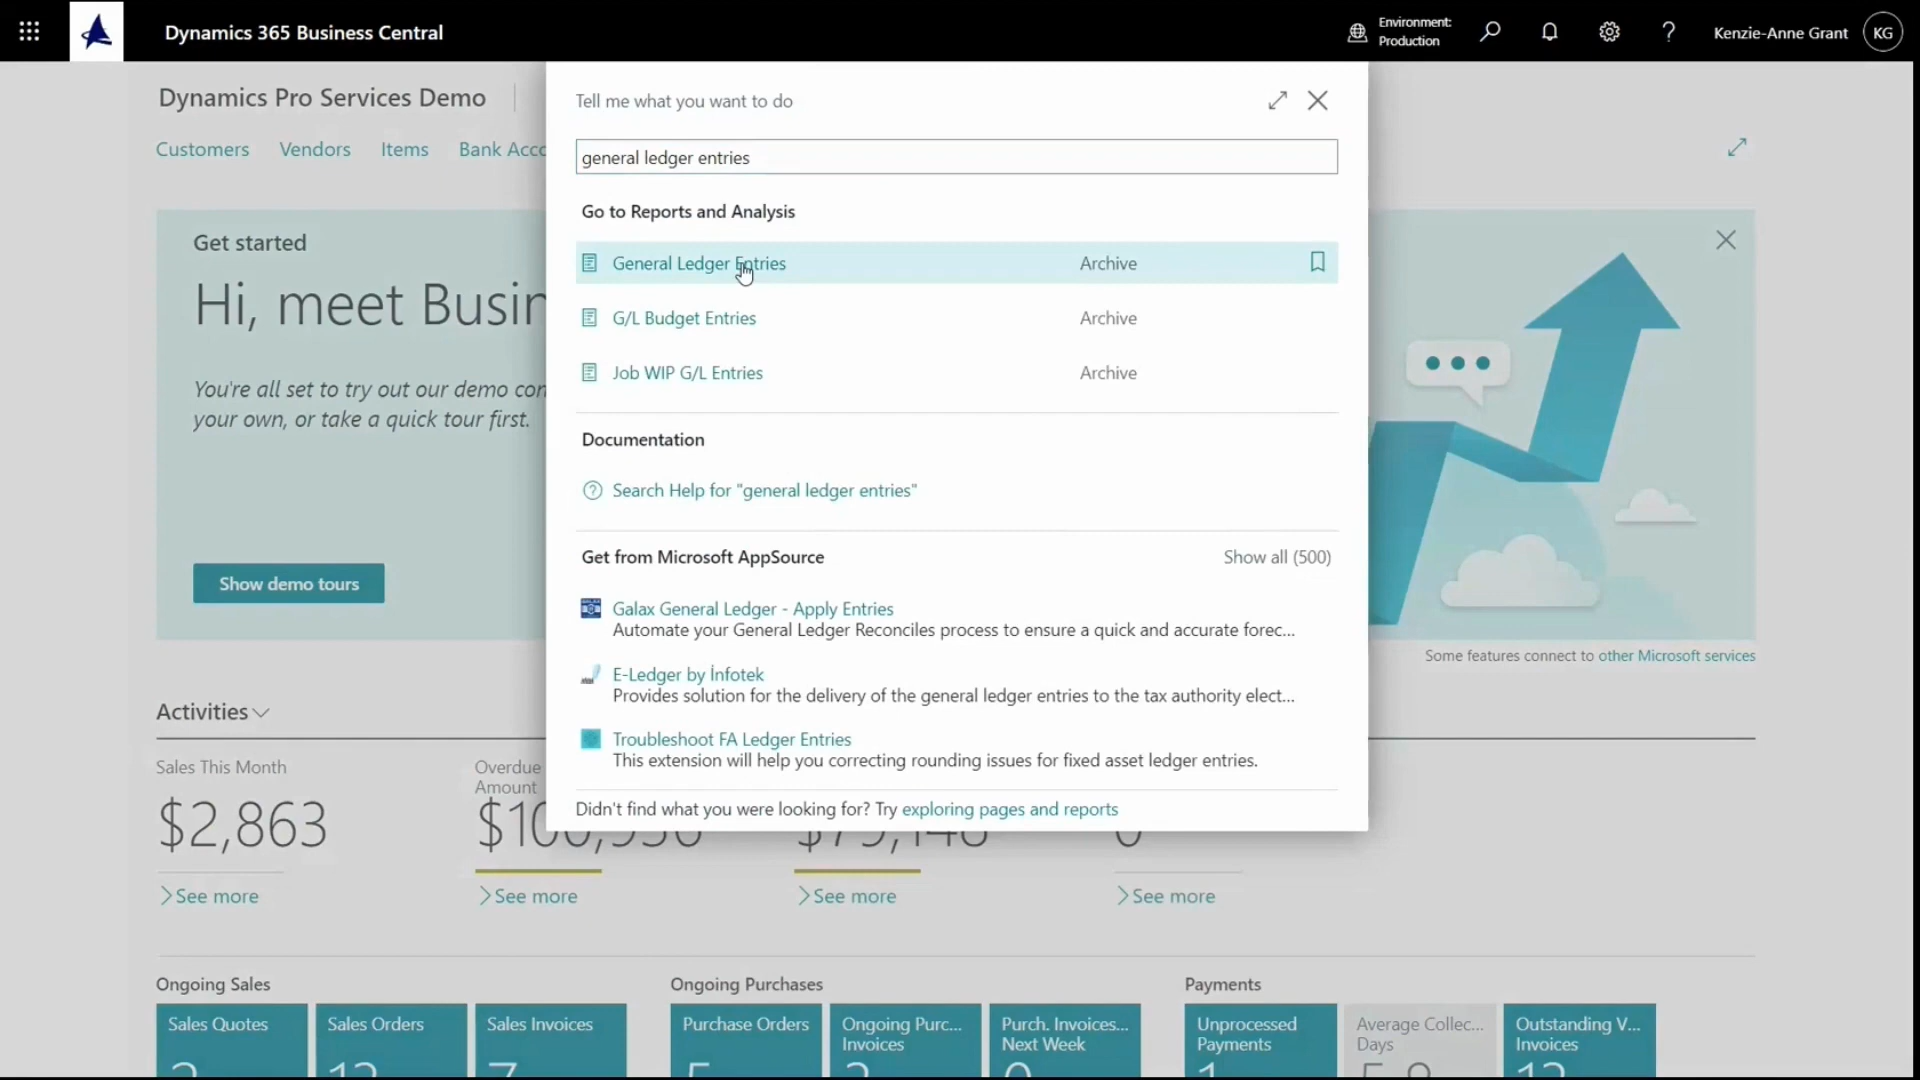 Dynamics 365 Business Central
Environment:
Production
Kenzie-Anne Grant
KG
Dynamics Pro Services Demo
Customers
Vendors
Items
Bank Acco
Tell me what you want to do
general ledger entries
Go to Reports and Analysis
General Ledger Entries
Archive
G/L Budget Entries
Archive
Job WIP G/L Entries
Archive
Documentation
Search Help for "general ledger entries"
Get from Microsoft AppSource
Show all (500)
Galax General Ledger - Apply Entries
Automate your General Ledger Reconciles process to ensure a quick and accurate forec...
E-Ledger by İnfotek
Provides solution for the delivery of the general ledger entries to the tax authority elect...
Troubleshoot FA Ledger Entries
This extension will help you correcting rounding issues for fixed asset ledger entries.
Didn't find what you were looking for? Try exploring pages and reports
Get started
Hi, meet Busin
You're all set to try out our demo con
your own, or take a quick tour first.
Show demo tours
Some features connect to other Microsoft services
Activities
Sales This Month
$2,863
See more
Overdue
Amount
See more
See more
See more
Ongoing Sales
Sales Quotes
Sales Orders
Sales Invoices
Ongoing Purchases
Purchase Orders
Ongoing Purc...
Invoices
Purch. Invoices...
Next Week
Payments
Unprocessed
Payments
Average Collec...
Days
Outstanding V...
Invoices